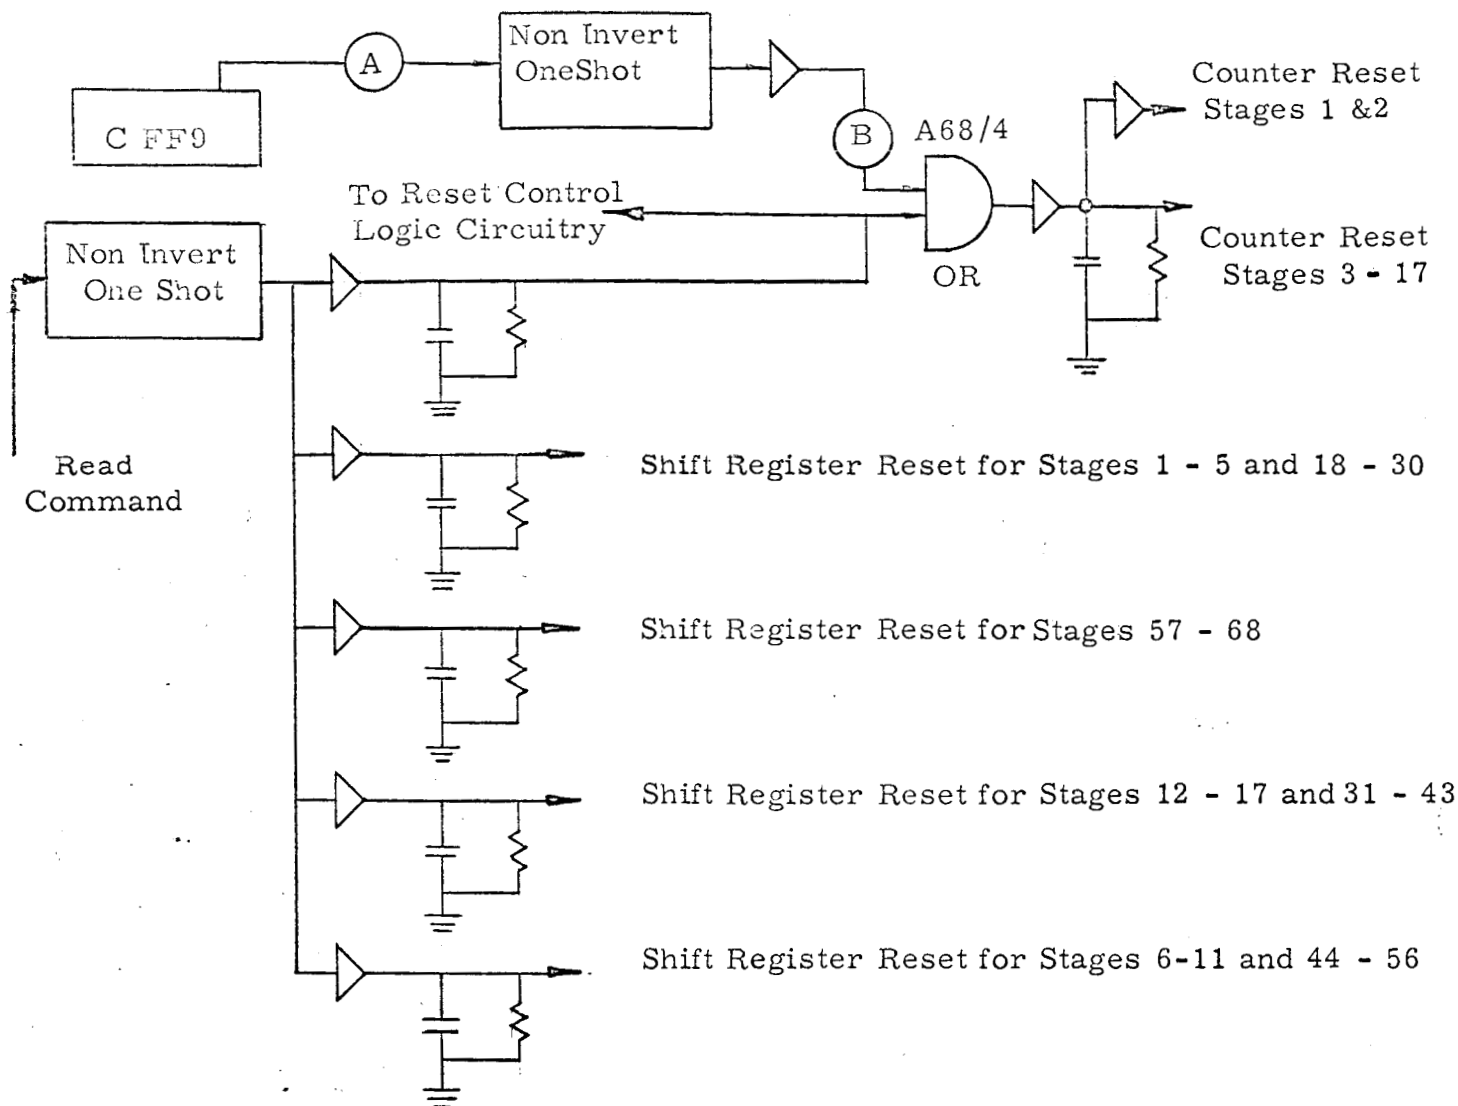 Non Invert
OneShot
A
C FF9
B
A68/4
Counter Reset
Stages 1 &2
To Reset Control
Logic Circuitry
OR
Counter Reset
Stages 3 - 17
Non Invert
One Shot
Read
Command
Shift Register Reset for Stages 1 - 5 and 18 - 30
Shift Register Reset for Stages 57 - 68
Shift Register Reset for Stages 12 - 17 and 31 - 43
Shift Register Reset for Stages 6-11 and 44 - 56